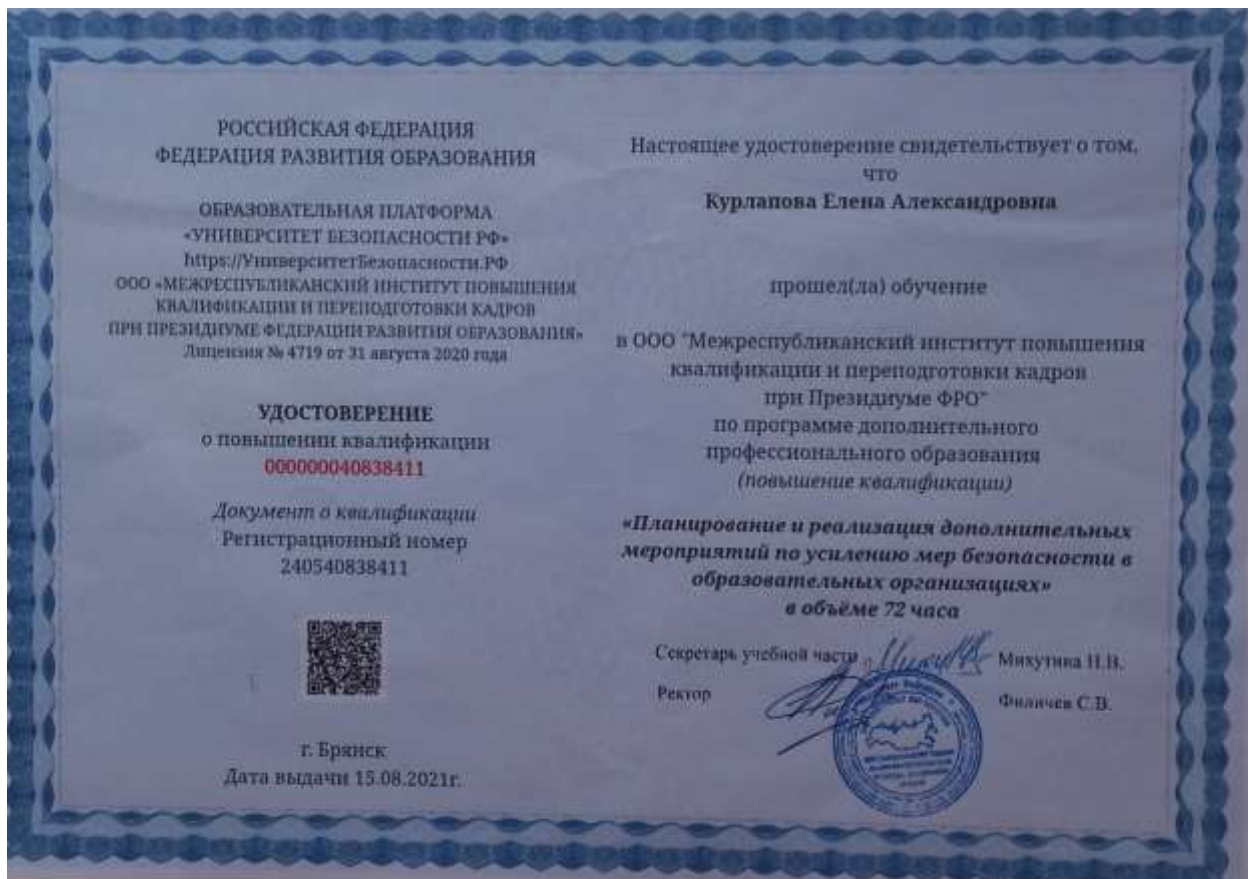 РОССИЙСКАЯ ФЕДЕРАЦИЯ
ФЕДЕРАЦИЯ РАЗВИТИЯ ОБРАЗОВАНИЯ
ОБРАЗОВАТЕЛЬНАЯ ПЛАТФОРМА
«УНИВЕРСИТЕТ БЕЗОПАСНОСТИ РФ»
https://УниверситетБезопасности.РФ
ООО «МЕЖРЕСПУБЛИКАНСКИЙ ИНСТИТУТ ПОВЫШЕНИЯ
КВАЛИФИКАЦИИ И ПЕРЕПОДГОТОВКИ КАДРОВ
ПРИ ПРЕЗИДИУМЕ ФЕДЕРАЦИИ РАЗВИТИЯ ОБРАЗОВАНИЯ»
Лицензия № 4719 от 31 августа 2020 года
УДОСТОВЕРЕНИЕ
о повышении квалификации
000000040838411
Документ о квалификации
Регистрационный номер
240540838411
г. Брянск
Дата выдачи 15.08.2021г.
Настоящее удостоверение свидетельствует о том,
что
Курлапова Елена Александровна
прошел(ла) обучение
в ООО "Межреспубликанский институт повышения
квалификации и переподготовки кадров
при Президиуме ФРО"
по программе дополнительного
профессионального образования
(повышение квалификации)
«Планирование и реализация дополнительных
мероприятий по усилению мер безопасности в
образовательных организациях»
в объёме 72 часа
Секретарь учебной части
Михутина Н.В.
Ректор
Филичев С.В.